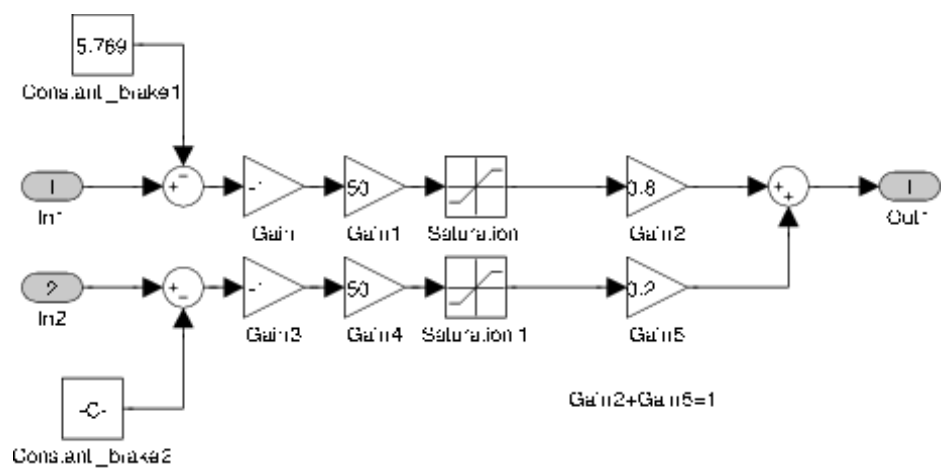 5.769
Constant_brake1
1
In1
+
-
-1
Gain
50
Gain1
Saturation
0.8
Gain2
+
+
1
Out1
2
In2
+
-
-1
Gain3
50
Gain4
Saturation 1
0.2
Gain5
-C-
Constant_brake2
Gain2+Gain5=1